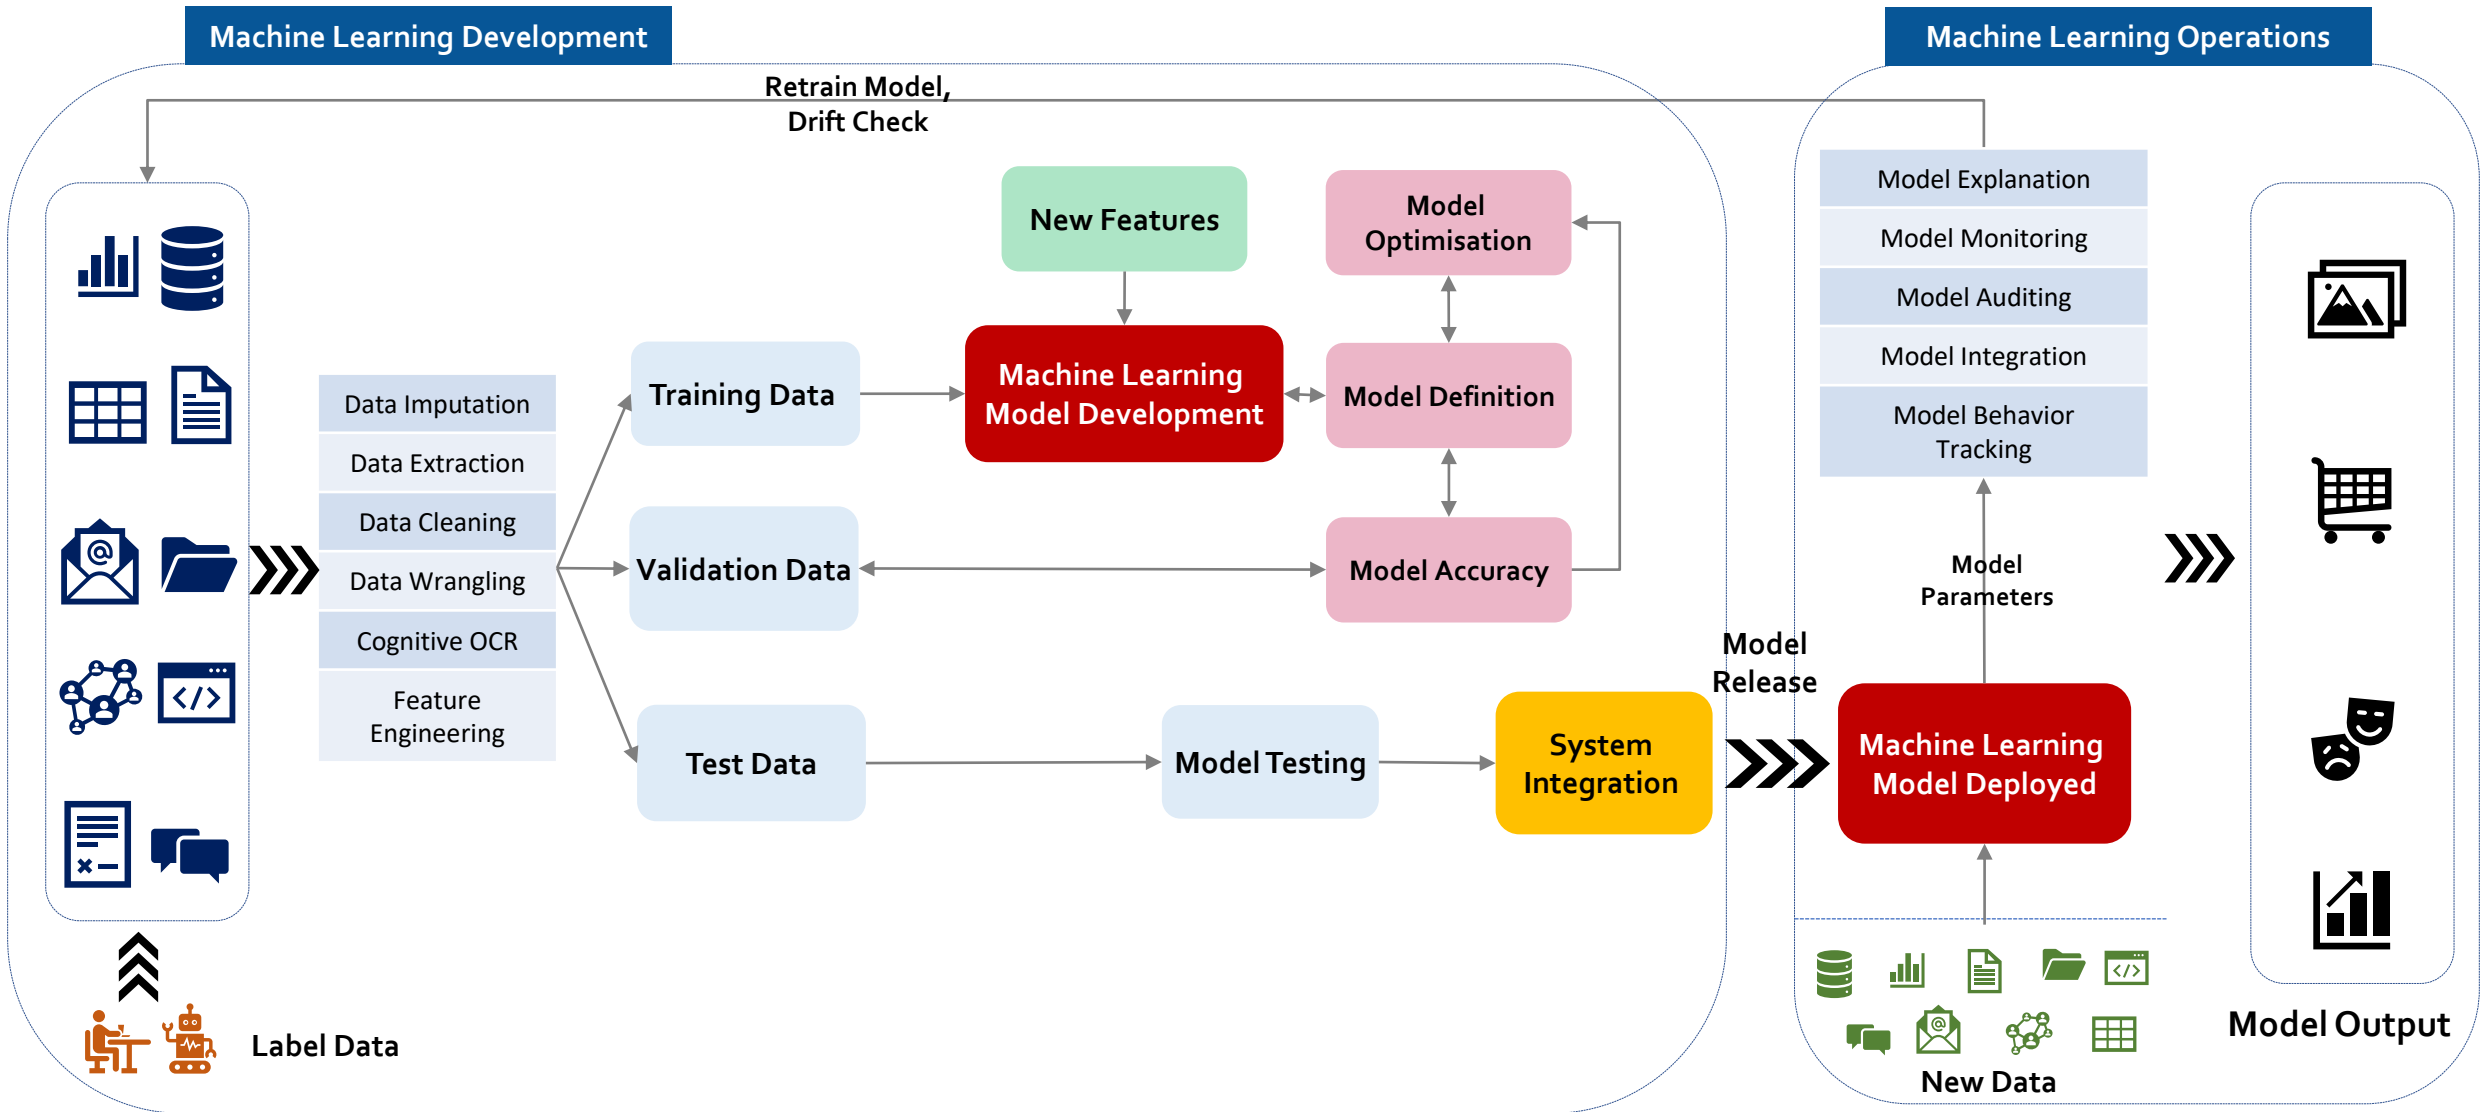 Machine Learning Development
Machine Learning Operations
Retrain Model,
Drift Check
New Features
Model
Optimisation
Machine Learning
Model Development
Model Definition
Training Data
Data Imputation
Data Extraction
Data Cleaning
Data Wrangling
Cognitive OCR
Feature
Engineering
Validation Data
Model Accuracy
Test Data
Model Testing
System
Integration
Model
Release
Label Data
Model Explanation
Model Monitoring
Model Auditing
Model Integration
Model Behavior
Tracking
Model
Parameters
Machine Learning
Model Deployed
New Data
Model Output
@
</>
</>
@